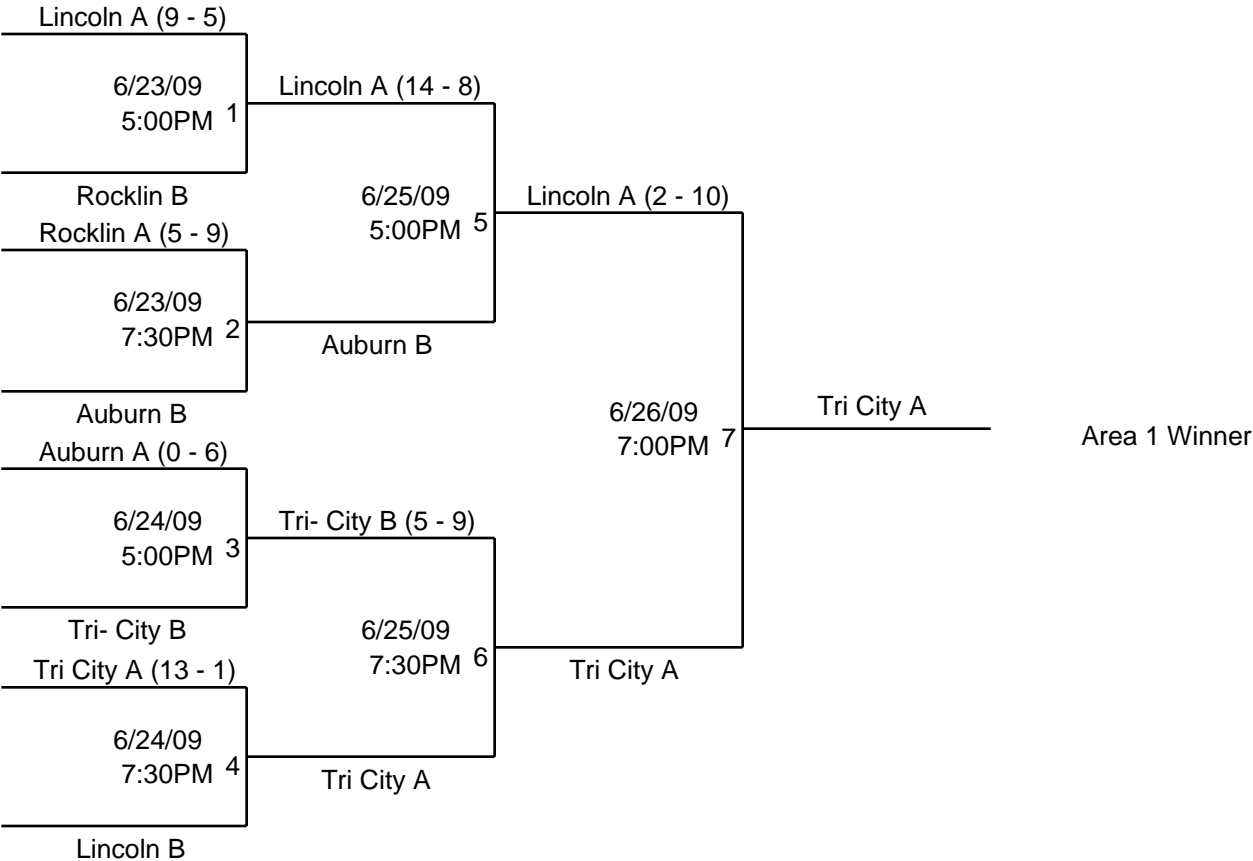 Lincoln A (9 - 5)
6/23/09
5:00PM 1
Rocklin B
Rocklin A (5 - 9)
6/23/09
7:30PM 2
Auburn B
Auburn A (0 - 6)
6/24/09
5:00PM 3
Tri- City B
Tri City A (13 - 1)
6/24/09
7:30PM 4
Lincoln B
Lincoln A (14 - 8)
6/25/09
5:00PM 5
Auburn B
Tri- City B (5 - 9)
6/25/09
7:30PM 6
Tri City A
Lincoln A (2 - 10)
6/26/09
7:00PM 7
Tri City A
Tri City A
Area 1 Winner